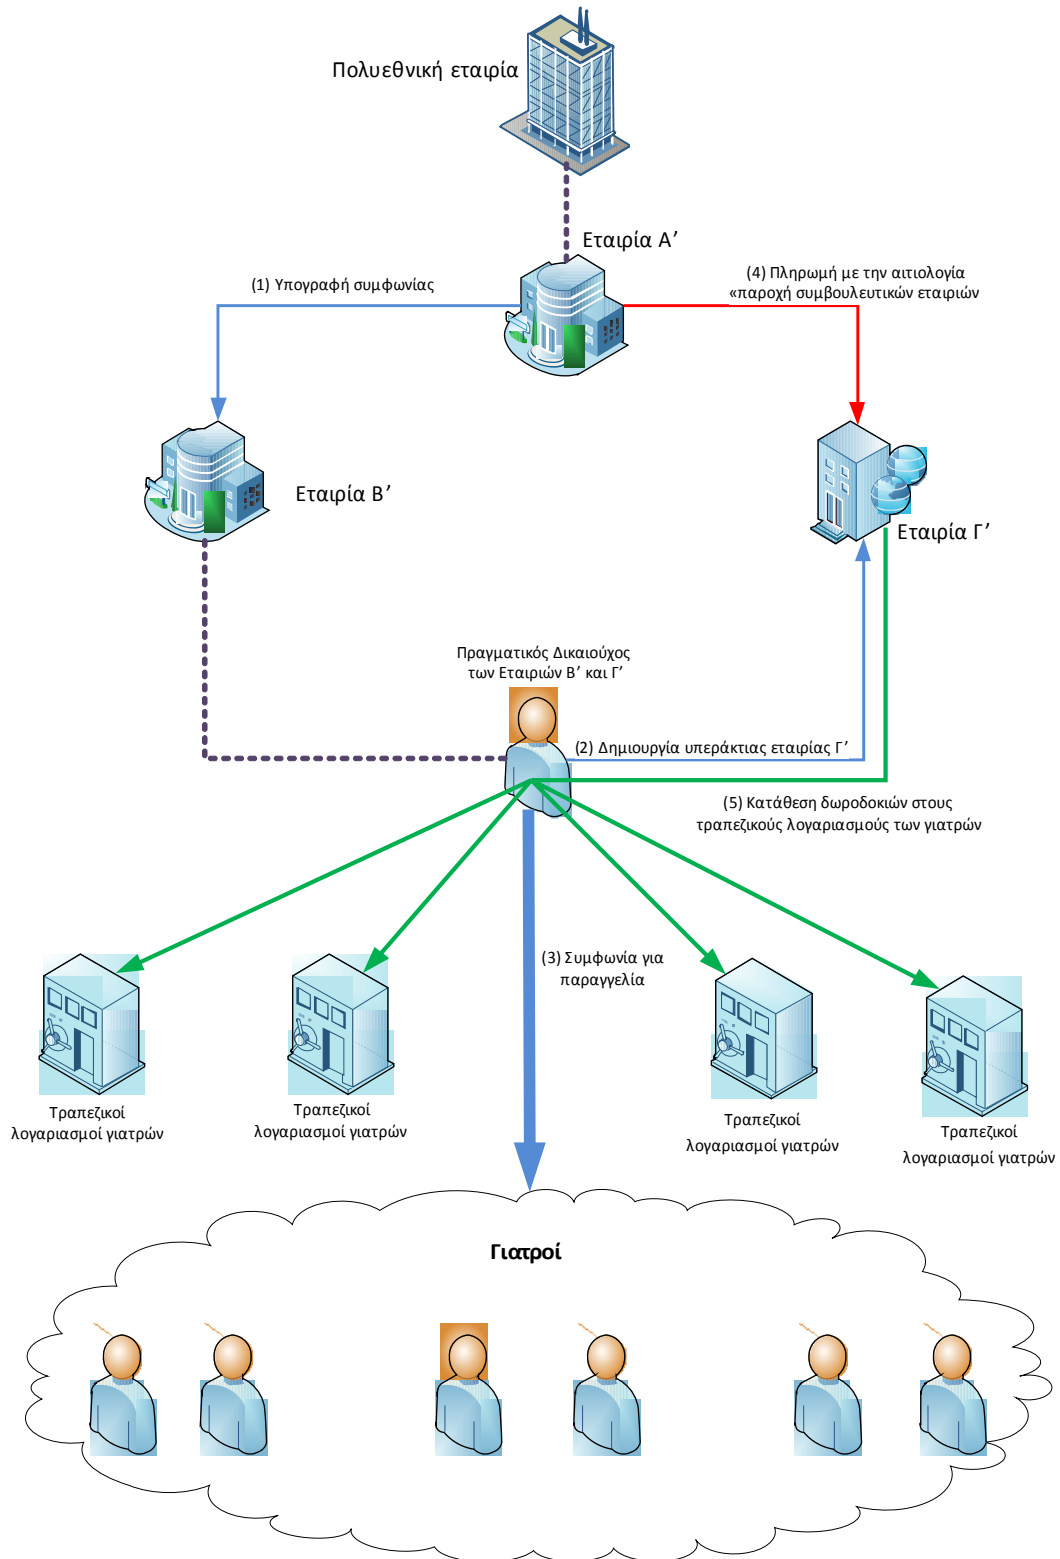 Πολυεθνική εταιρία
Εταιρία Α’
(1) Υπογραφή συμφωνίας
(4) Πληρωμή με την αιτιολογία
«παροχή συμβουλευτικών εταιριών
Εταιρία Β’
Εταιρία Γ’
Πραγματικός Δικαιούχος
των Εταιριών Β’ και Γ’
(2) Δημιουργία υπεράκτιας εταιρίας Γ’
(5) Κατάθεση δωροδοκιών στους
τραπεζικούς λογαριασμούς των γιατρών
(3) Συμφωνία για
παραγγελία
Τραπεζικοί
λογαριασμοί γιατρών
Τραπεζικοί
λογαριασμοί γιατρών
Τραπεζικοί
λογαριασμοί γιατρών
Τραπεζικοί
λογαριασμοί γιατρών
Γιατροί